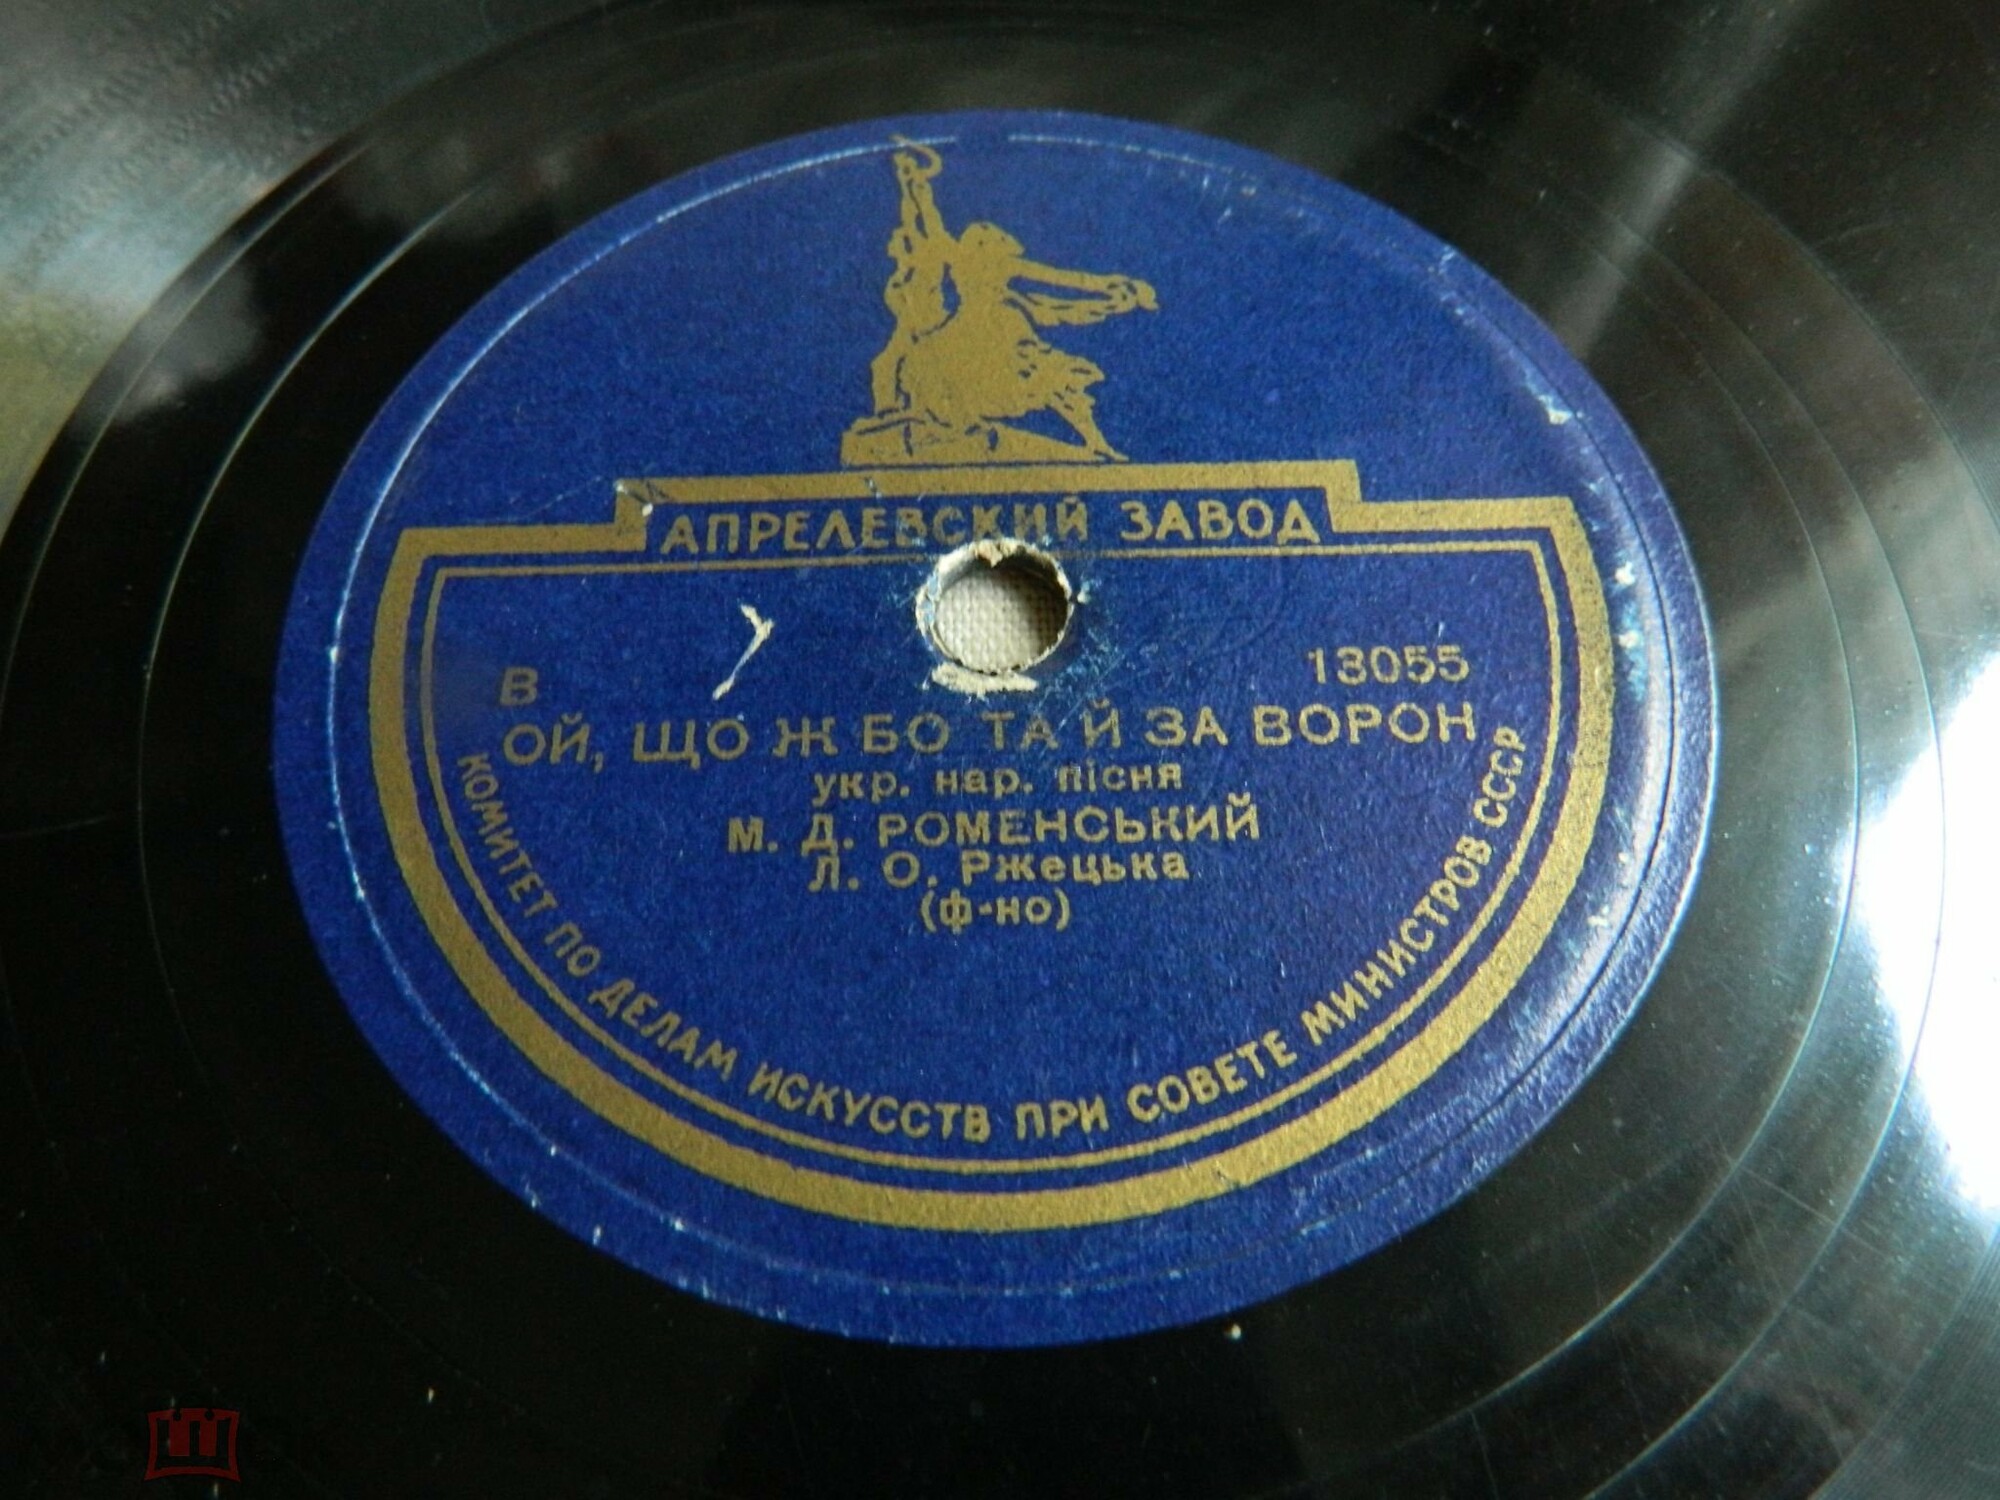 АПРЕЛЕВСКИЙ ЗАВОД
В 13055
ОЙ, ЩО Ж БО ТА Й ЗА ВОРОН
укр. нар. пісня
М. Д. РОМЕНСЬКИЙ
Л. О. Ржецька
(ф-но)
КОМИТЕТ ПО ДЕЛАМ ИСКУССТВ ПРИ СОВЕТЕ МИНИСТРОВ СССР